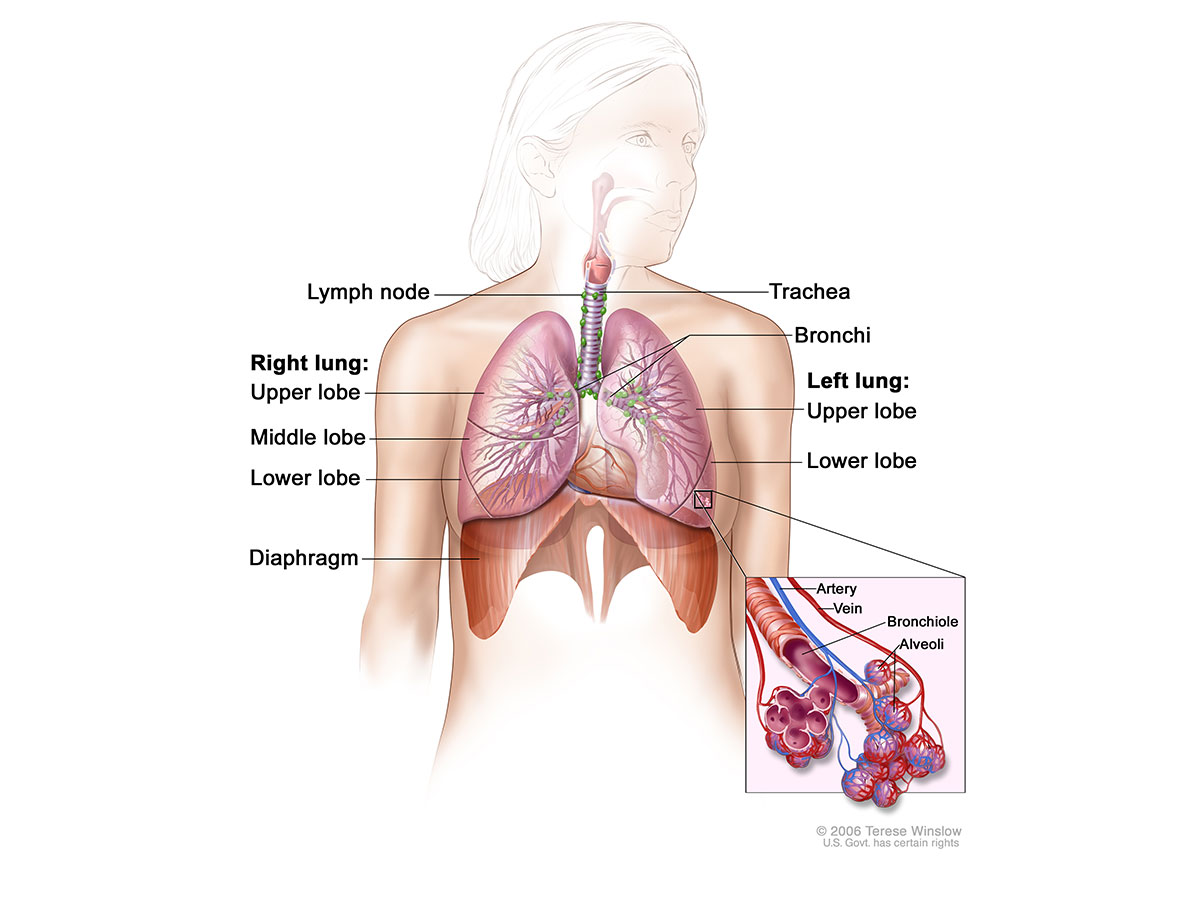 Lymph node
Trachea
Bronchi
Right lung:
Upper lobe
Middle lobe
Lower lobe
Diaphragm
Left lung:
Upper lobe
Lower lobe
Artery
Vein
Bronchiole
Alveoli
© 2006 Terese Winslow
U.S. Govt. has certain rights